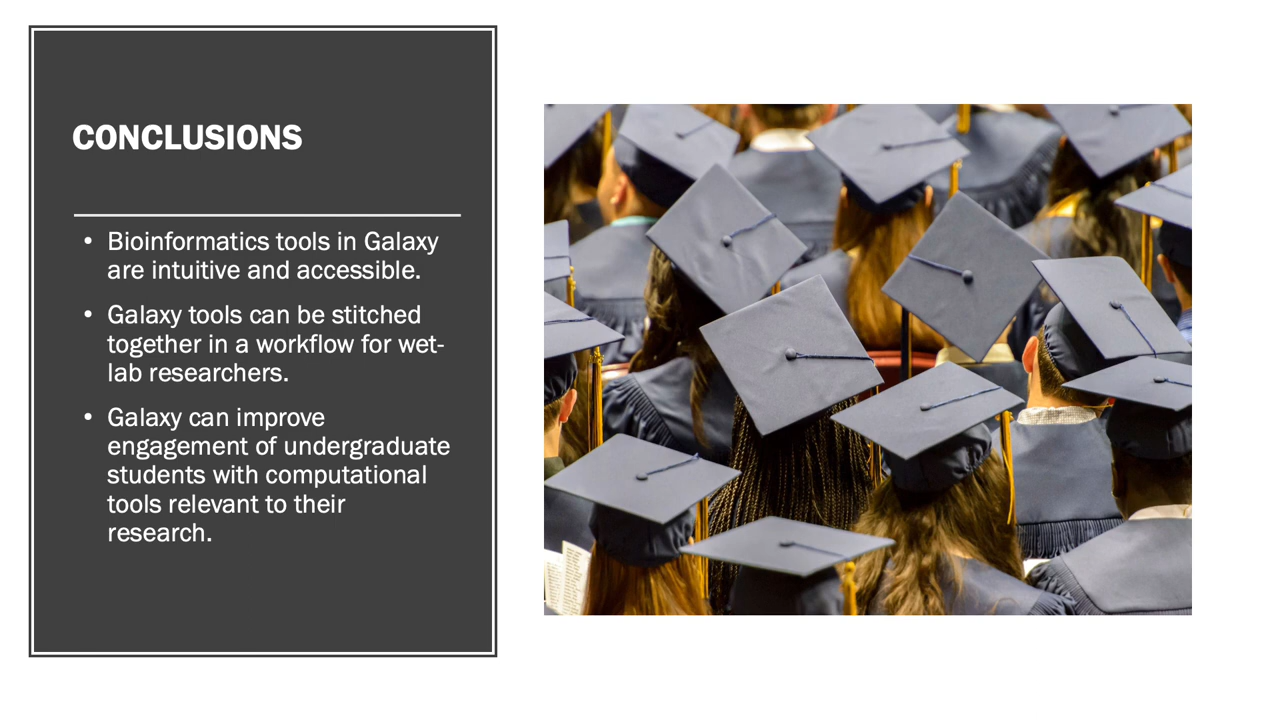 CONCLUSIONS
• Bioinformatics tools in Galaxy
are intuitive and accessible.
• Galaxy tools can be stitched
together in a workflow for wet-
lab researchers.
• Galaxy can improve
engagement of undergraduate
students with computational
tools relevant to their
research.